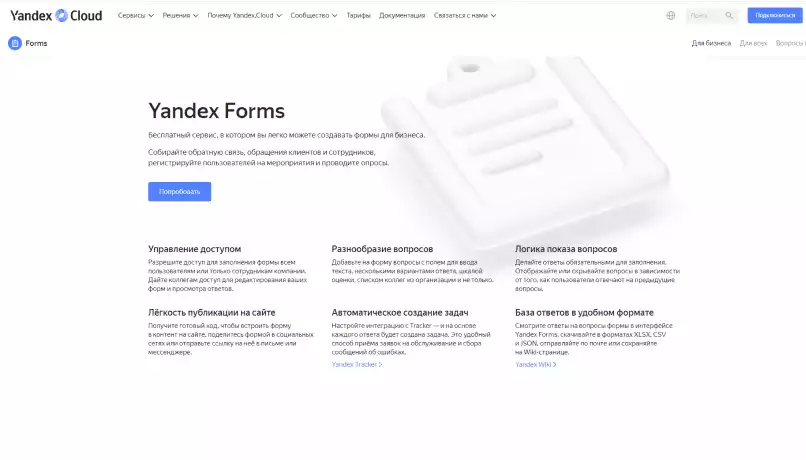 Yandex Cloud Сервисы Решения Почему Yandex.Cloud Сообщество Тарифы Документация Связаться с нами Поиск Подключиться
Forms Для бизнеса Для всех Вопросы
Yandex Forms
Бесплатный сервис, в котором вы легко можете создавать формы для бизнеса.
Собирайте обратную связь, обращения клиентов и сотрудников,
регистрируйте пользователей на мероприятия и проводите опросы.
Попробовать
Управление доступом
Разрешите доступ для заполнения формы всем
пользователям или только сотрудникам компании.
Дайте коллегам доступ для редактирования ваших
форм и просмотра ответов.
Разнообразие вопросов
Добавьте на форму вопросы с полем для ввода
текста, несколькими вариантами ответа, шкалой
оценки, списком коллег из организации и не только.
Логика показа вопросов
Делайте ответы обязательными для заполнения.
Отображайте или скрывайте вопросы в зависимости
от того, как пользователи отвечают на предыдущие
вопросы.
Лёгкость публикации на сайте
Получите готовый код, чтобы встроить форму
в контент на сайте, поделитесь формой в социальных
сетях или отправьте ссылку на неё в письме или
мессенджере.
Автоматическое создание задач
Настройте интеграцию с Tracker — и на основе
каждого ответа будет создана задача. Это удобный
способ приёма заявок на обслуживание и сбора
сообщений об ошибках.
Yandex Tracker >
База ответов в удобном формате
Смотрите ответы на вопросы формы в интерфейсе
Yandex Forms, скачивайте в форматах XLSX, CSV
и JSON, отправляйте по почте или сохраняйте
на Wiki-странице.
Yandex Wiki >